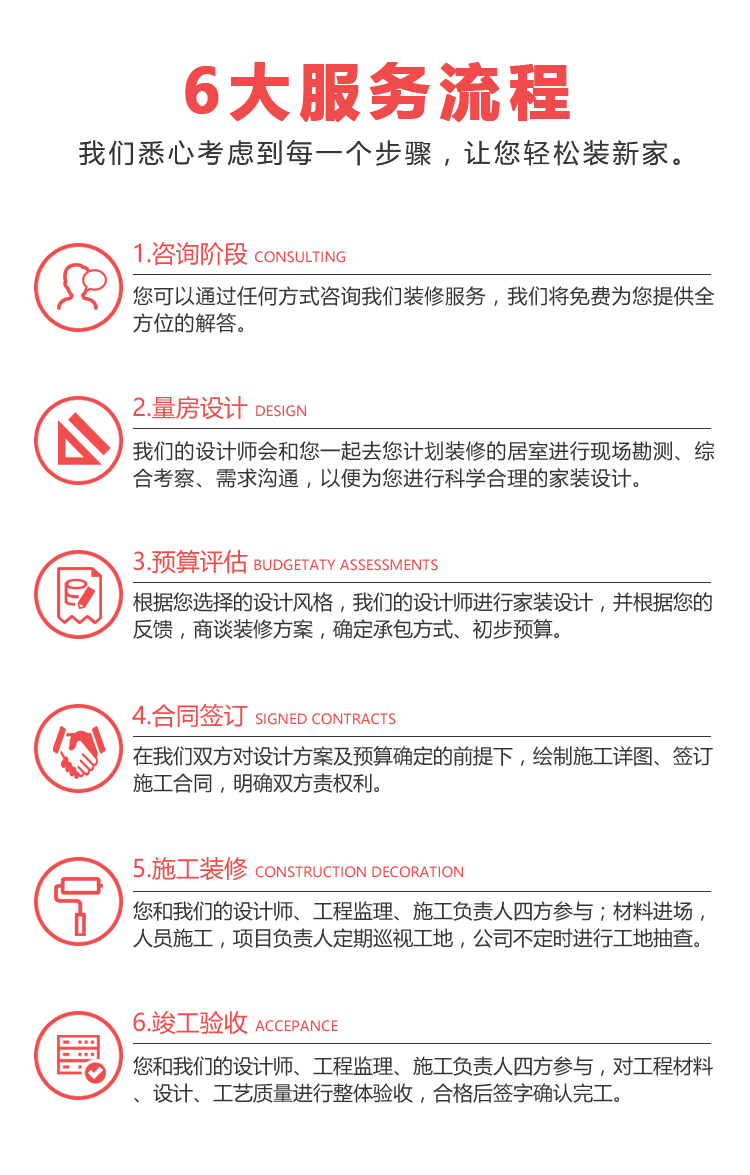 6大服务流程
我们悉心考虑到每一个步骤，让您轻松装新家。
1.咨询阶段 CONSULTING
您可以通过任何方式咨询我们装修服务，我们将免费为您提供全
方位的解答。
2.量房设计 DESIGN
我们的设计师会和您一起去您计划装修的居室进行现场勘测、综
合考察、需求沟通，以便为您进行科学合理的家装设计。
3.预算评估 BUDGETATY ASSESSMENTS
根据您选择的设计风格，我们的设计师进行家装设计，并根据您的
反馈，商谈装修方案，确定承包方式、初步预算。
4.合同签订 SIGNED CONTRACTS
在我们双方对设计方案及预算确定的前提下，绘制施工详图、签订
施工合同，明确双方责权利。
5.施工装修 CONSTRUCTION DECORATION
您和我们的设计师、工程监理、施工负责人四方参与；材料进场，
人员施工，项目负责人定期巡视工地，公司不定时进行工地抽查。
6.竣工验收 ACCEPANCE
您和我们的设计师、工程监理、施工负责人四方参与，对工程材料
、设计、工艺质量进行整体验收，合格后签字确认完工。